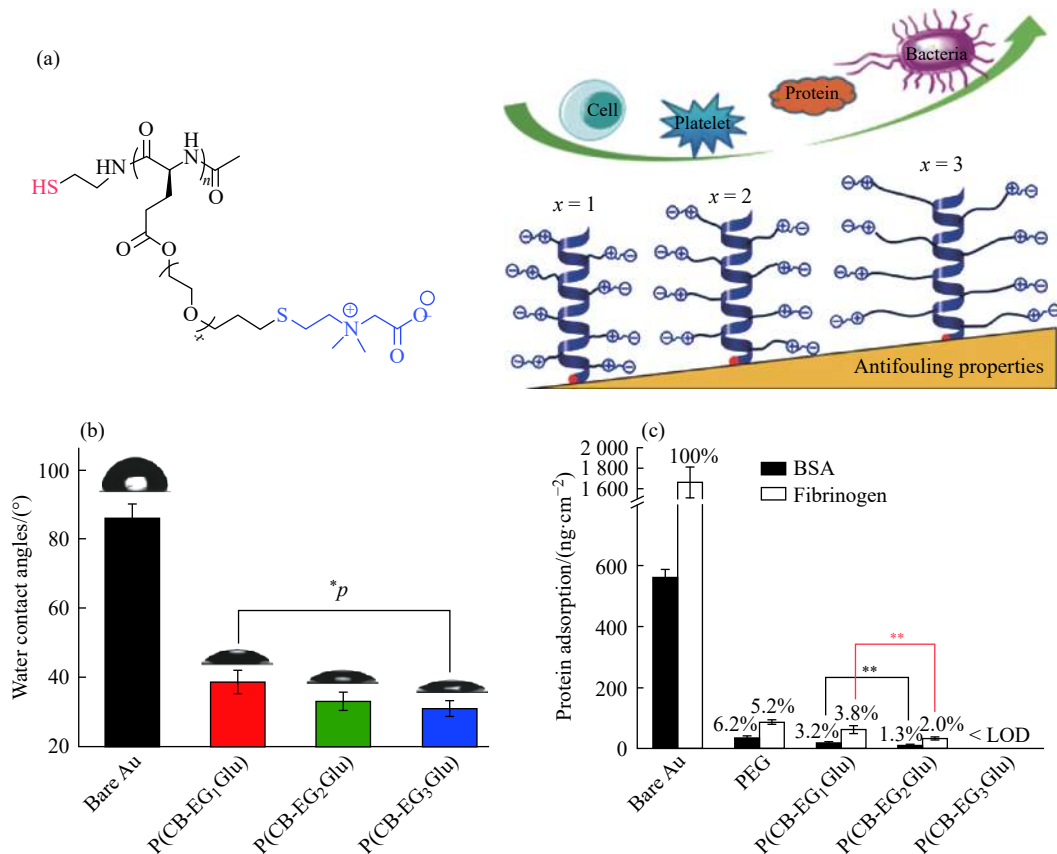 (a)
O
HN
H
N
HS
n
O
O
O
O
x
S
N
⊕
O
⊖
O
Cell
Platelet
Protein
Bacteria
x = 1
x = 2
x = 3
Antifouling properties
(b)
Water contact angles/(°)
100
80
60
40
20
*p
Bare Au
P(CB-EG₁Glu)
P(CB-EG₂Glu)
P(CB-EG₃Glu)
(c)
Protein adsorption/(ng·cm⁻²)
2 000
1 800
1 600
600
400
200
0
BSA
Fibrinogen
100%
6.2%
5.2%
3.2%
3.8%
1.3%
2.0%
< LOD
**
**
Bare Au
PEG
P(CB-EG₁Glu)
P(CB-EG₂Glu)
P(CB-EG₃Glu)